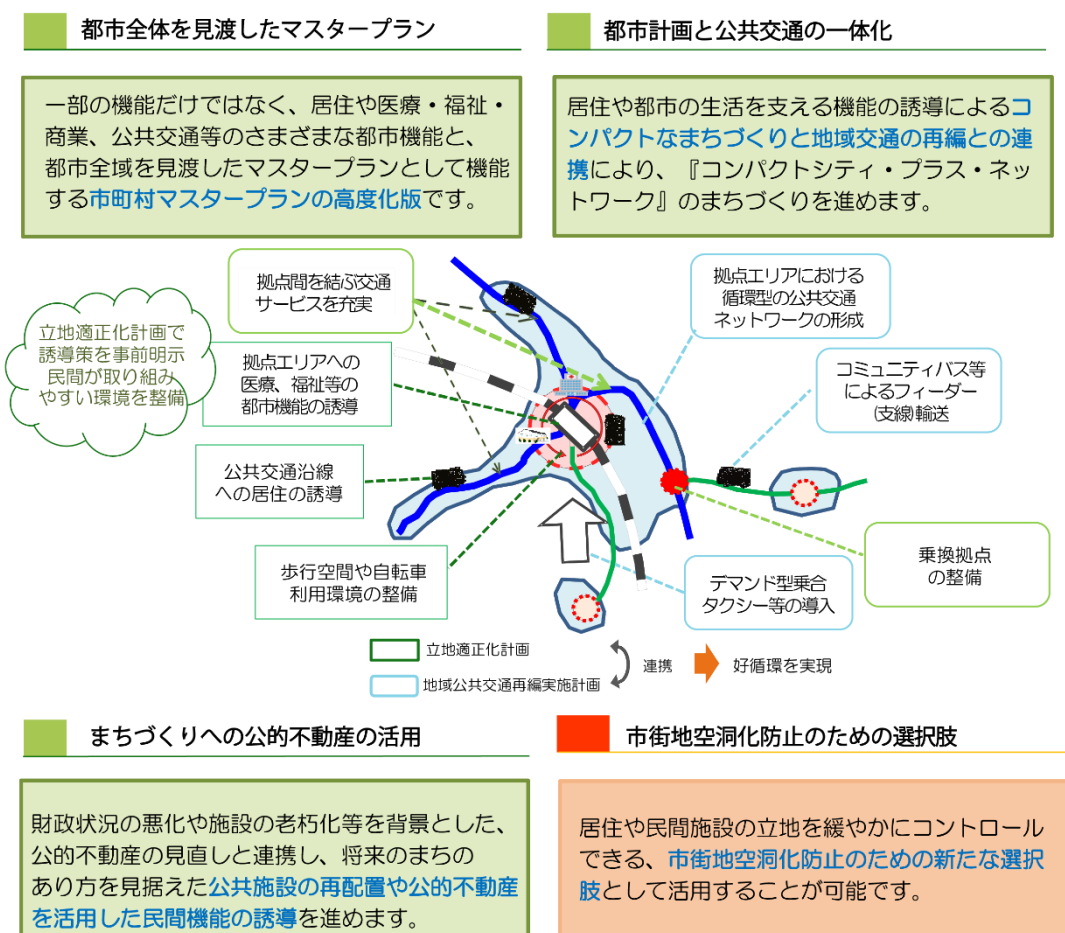 都市全体を見渡したマスタープラン
一部の機能だけではなく、居住や医療・福祉・
商業、公共交通等のさまざまな都市機能と、
都市全域を見渡したマスタープランとして機能
する市町村マスタープランの高度化版です。
都市計画と公共交通の一体化
居住や都市の生活を支える機能の誘導によるコ
ンパクトなまちづくりと地域交通の再編との連
携により、『コンパクトシティ・プラス・ネッ
トワーク』のまちづくりを進めます。
立地適正化計画で
誘導策を事前明示
民間が取り組み
やすい環境を整備
拠点間を結ぶ交通
サービスを充実
拠点エリアへの
医療、福祉等の
都市機能の誘導
公共交通沿線
への居住の誘導
歩行空間や自転車
利用環境の整備
拠点エリアにおける
循環型の公共交通
ネットワークの形成
コミュニティバス等
によるフィーダー
(支線)輸送
乗換拠点
の整備
デマンド型乗合
タクシー等の導入
立地適正化計画
地域公共交通再編実施計画
連携
好循環を実現
まちづくりへの公的不動産の活用
財政状況の悪化や施設の老朽化等を背景とした、
公的不動産の見直しと連携し、将来のまちの
あり方を見据えた公共施設の再配置や公的不動産
を活用した民間機能の誘導を進めます。
市街地空洞化防止のための選択肢
居住や民間施設の立地を緩やかにコントロール
できる、市街地空洞化防止のための新たな選択
肢として活用することが可能です。